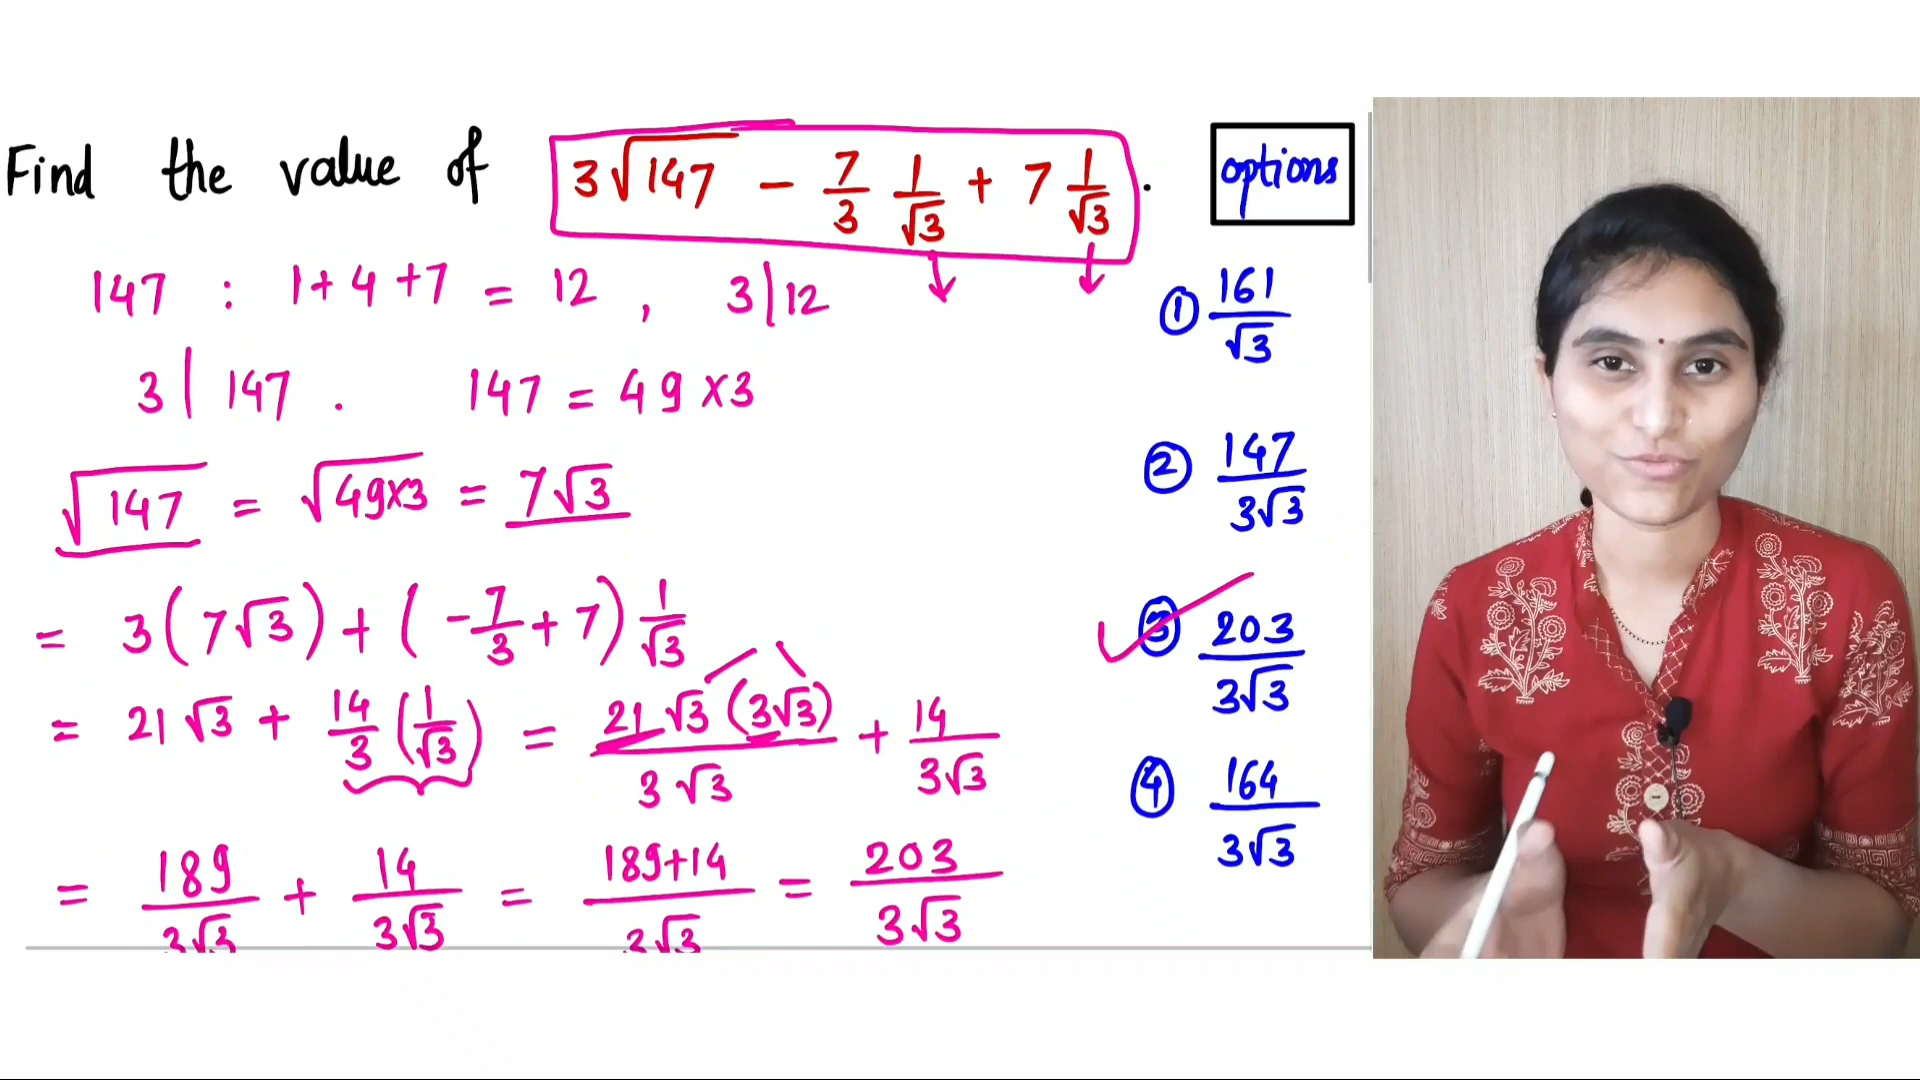 Find the value of 3√147 - 7/3 1/√3 + 7 1/√3 .
147 : 1+4+7 = 12 , 3|12
3 | 147 . 147 = 49×3
√147 = √49×3 = 7√3
= 3(7√3) + (-7/3 + 7) 1/√3
= 21√3 + 14/3 (1/√3) = 21√3 (3√3)/3√3 + 14/3√3
= 189/3√3 + 14/3√3 = 189+14/3√3 = 203/3√3
options
① 161/√3
② 147/3√3
③ 203/3√3
④ 164/3√3